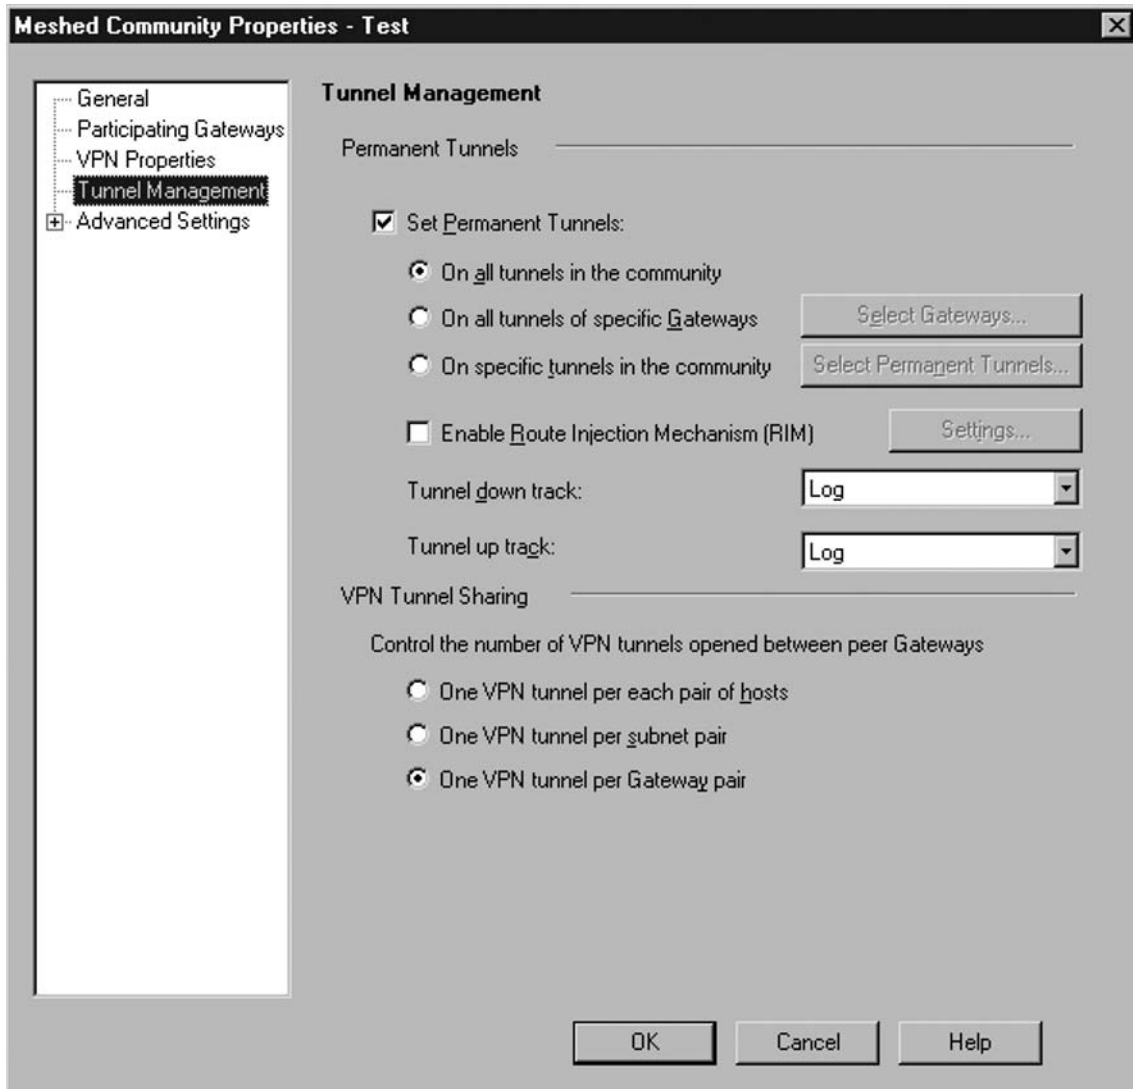 Meshed Community Properties - Test
General
Participating Gateways
VPN Properties
Tunnel Management
Advanced Settings
Tunnel Management
Permanent Tunnels
Set Permanent Tunnels:
On all tunnels in the community
On all tunnels of specific Gateways
Select Gateways...
On specific tunnels in the community
Select Permanent Tunnels...
Enable Route Injection Mechanism (RIM)
Settings...
Tunnel down track:
Log
Tunnel up track:
Log
VPN Tunnel Sharing
Control the number of VPN tunnels opened between peer Gateways
One VPN tunnel per each pair of hosts
One VPN tunnel per subnet pair
One VPN tunnel per Gateway pair
OK
Cancel
Help